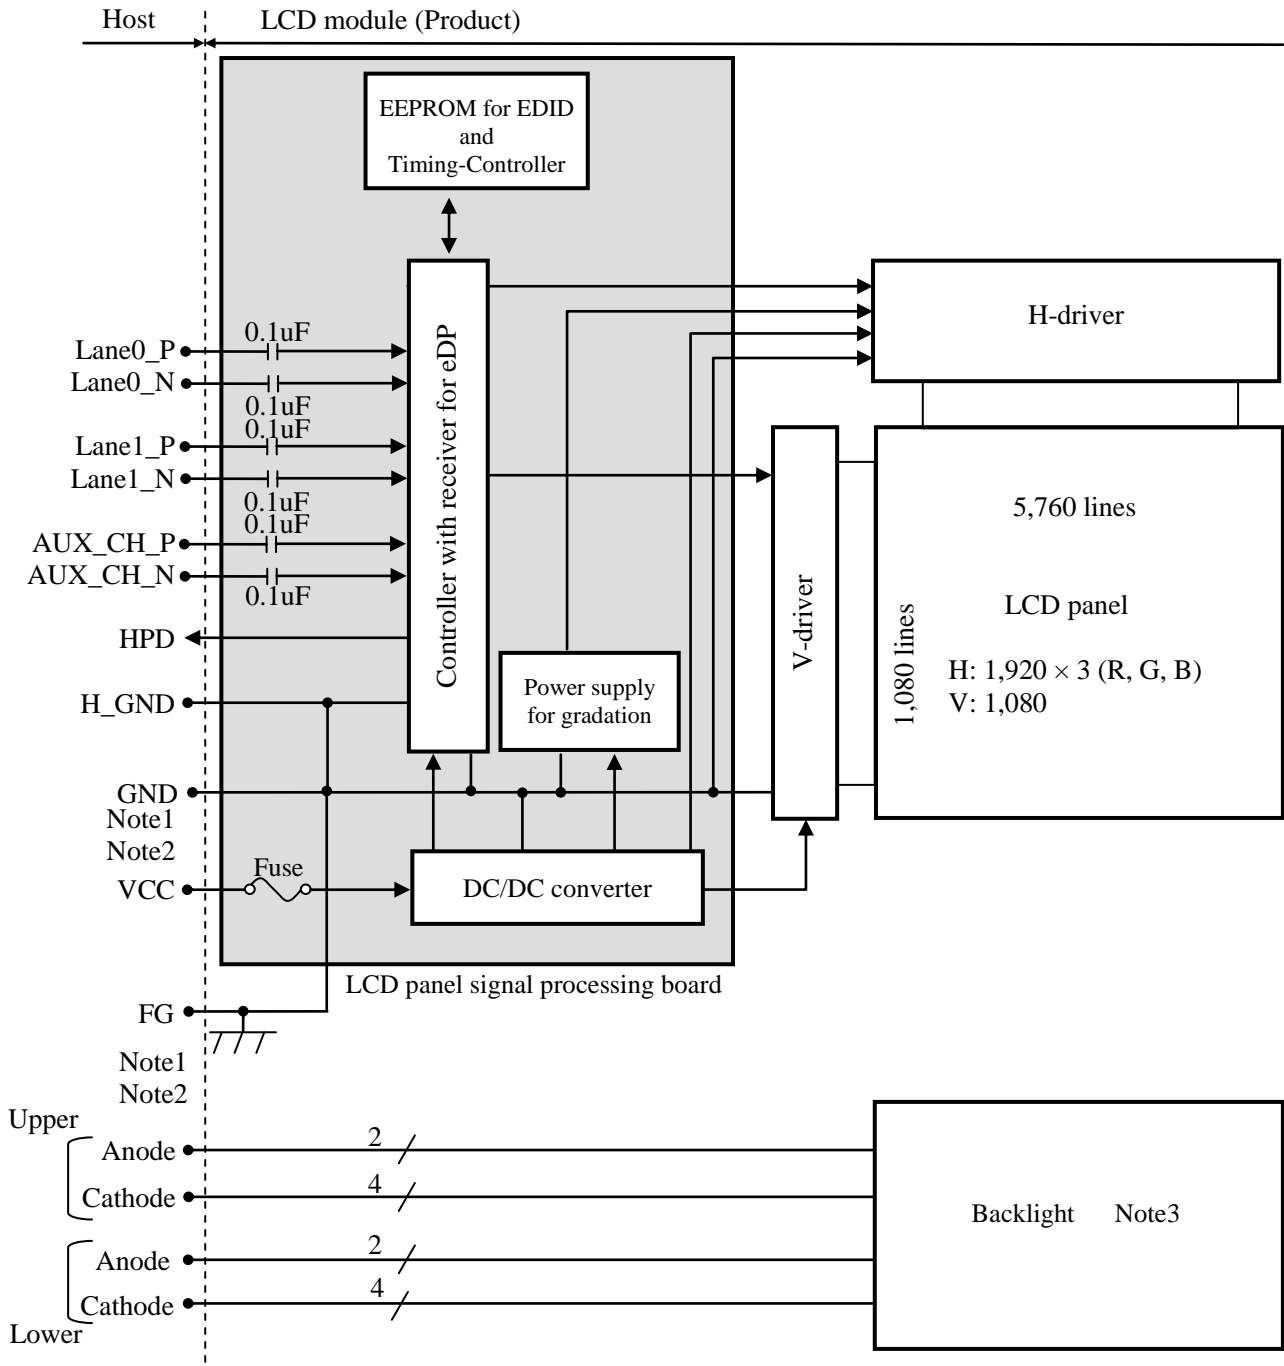 Host
LCD module (Product)
EEPROM for EDID
and
Timing-Controller
H-driver
Controller with receiver for eDP
Lane0_P
0.1uF
Lane0_N
0.1uF
Lane1_P
0.1uF
Lane1_N
0.1uF
AUX_CH_P
0.1uF
AUX_CH_N
0.1uF
HPD
H_GND
GND
Note1
Note2
VCC
Fuse
Power supply
for gradation
DC/DC converter
V-driver
5,760 lines
1,080 lines
LCD panel
H: 1,920 × 3 (R, G, B)
V: 1,080
LCD panel signal processing board
FG
Note1
Note2
Upper
Anode
2
Cathode
4
Anode
2
Cathode
4
Lower
Backlight Note3